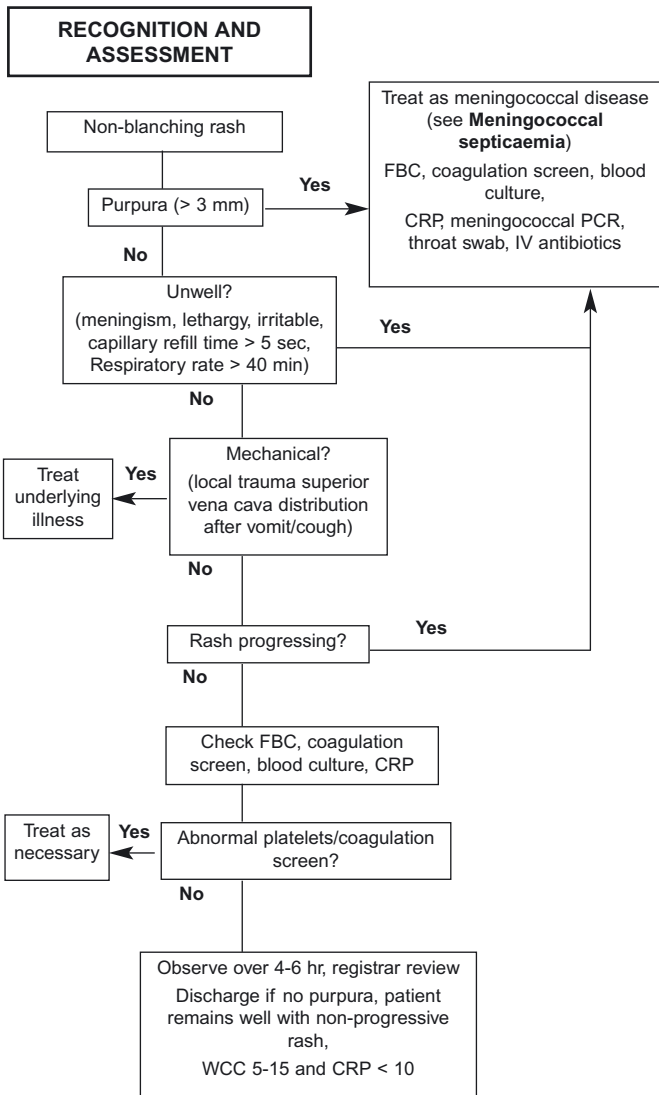 RECOGNITION AND
ASSESSMENT
Non-blanching rash
Purpura (> 3 mm)
Yes
Treat as meningococcal disease
(see Meningococcal
septicaemia)
FBC, coagulation screen, blood
culture,
CRP, meningococcal PCR,
throat swab, IV antibiotics
No
Unwell?
(meningism, lethargy, irritable,
capillary refill time > 5 sec,
Respiratory rate > 40 min)
Yes
No
Mechanical?
(local trauma superior
vena cava distribution
after vomit/cough)
Yes
Treat
underlying
illness
No
Rash progressing?
Yes
No
Check FBC, coagulation
screen, blood culture, CRP
Abnormal platelets/coagulation
screen?
Yes
Treat as
necessary
No
Observe over 4-6 hr, registrar review
Discharge if no purpura, patient
remains well with non-progressive
rash,
WCC 5-15 and CRP < 10